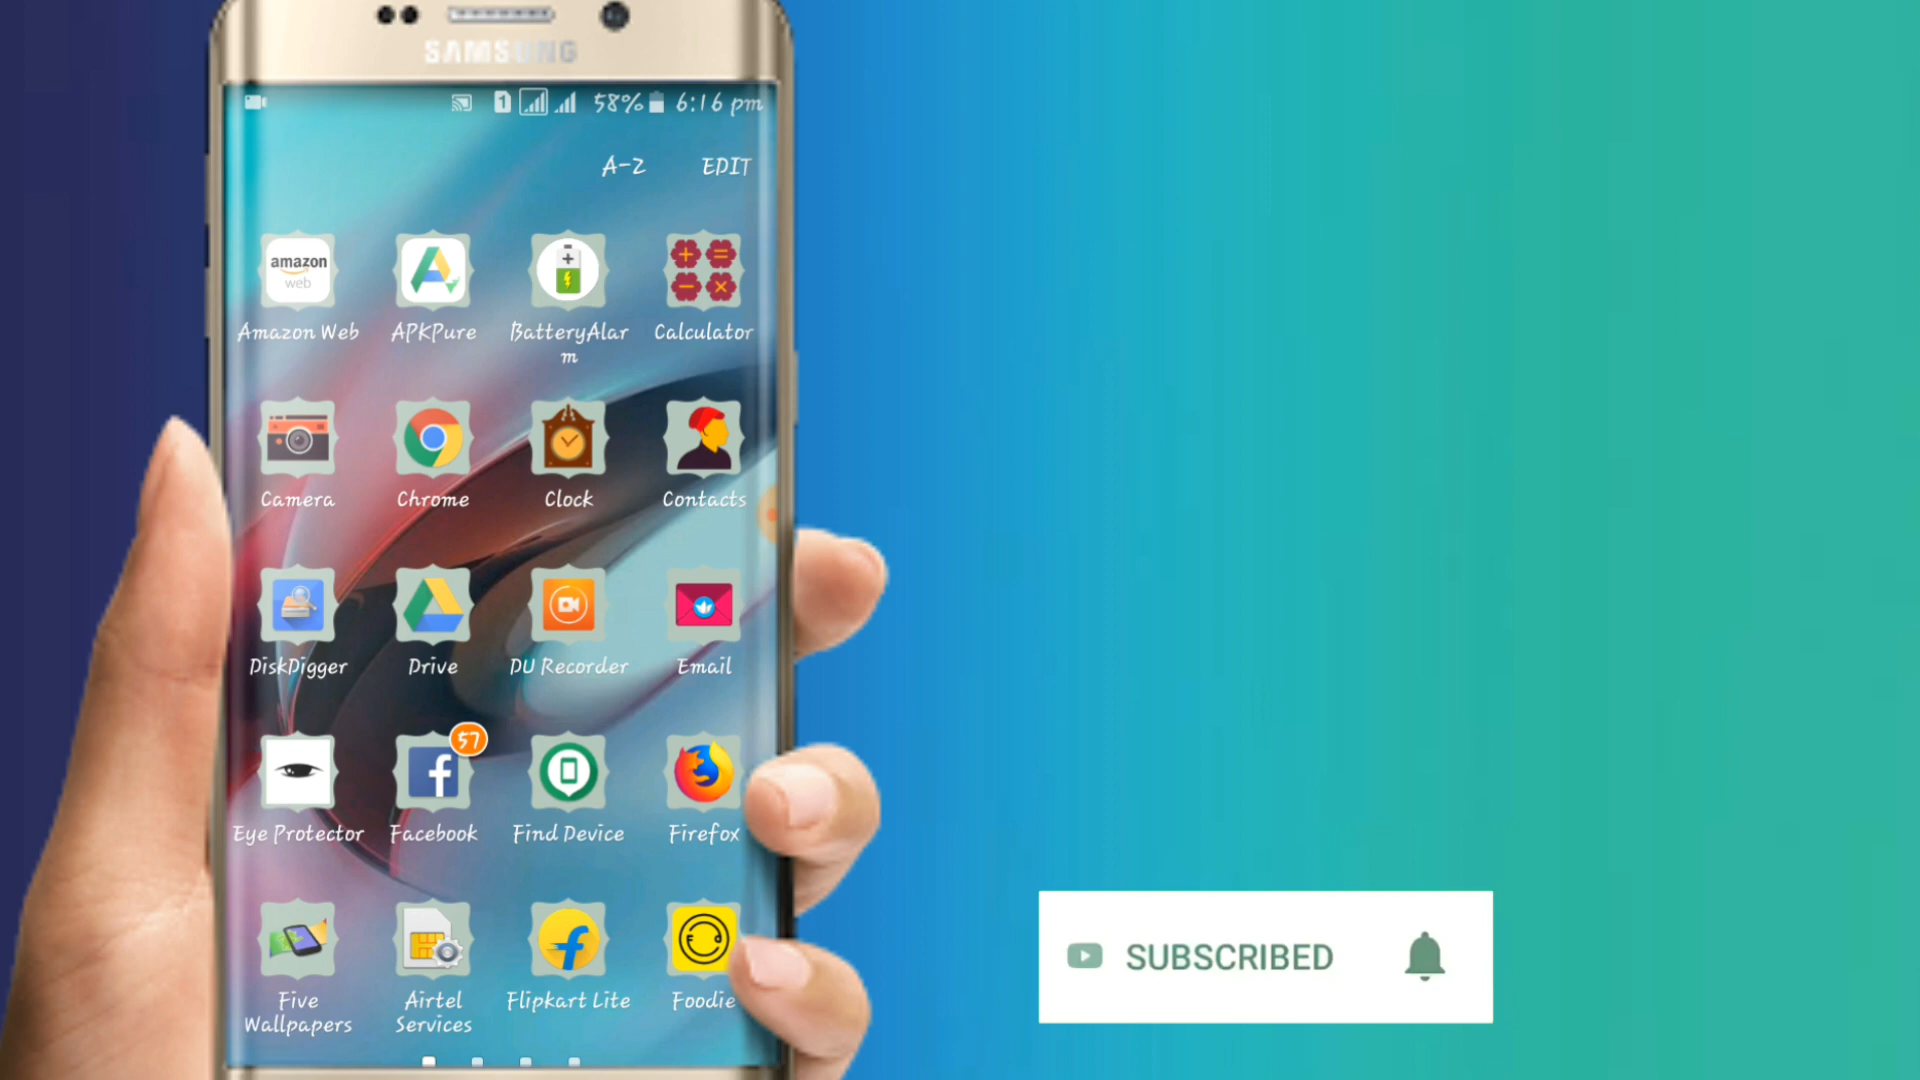 SAMSUNG
1 58% 6:16 pm
A-Z EDIT
amazon
web
Amazon Web APKPure BatteryAlar
m Calculator
Camera Chrome Clock Contacts
DiskDigger Drive DU Recorder Email
57
Eye Protector Facebook Find Device Firefox
Five
Wallpapers Airtel
Services Flipkart Lite Foodie
SUBSCRIBED